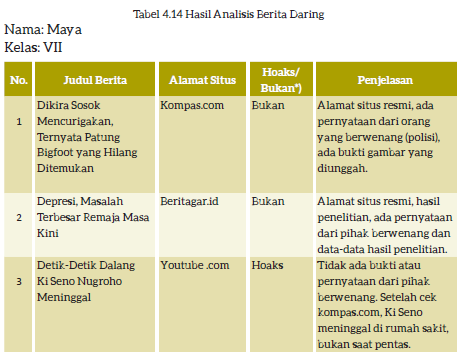 Tabel 4.14 Hasil Analisis Berita Daring
Nama: Maya
Kelas: VII
No. Judul Berita Alamat Situs Hoaks/ Bukan*) Penjelasan
1
Dikira Sosok
Mencurigakan,
Ternyata Patung
Bigfoot yang Hilang
Ditemukan
Kompas.com
Bukan
Alamat situs resmi, ada
pernyataan dari orang
yang berwenang (polisi),
ada bukti gambar yang
diunggah.
2
Depresi, Masalah
Terbesar Remaja Masa
Kini
Beritagar.id
Bukan
Alamat situs resmi, hasil
penelitian, ada pernyataan
dari pihak berwenang dan
data-data hasil penelitian.
3
Detik-Detik Dalang
Ki Seno Nugroho
Meninggal
Youtube .com
Hoaks
Tidak ada bukti atau
pernyataan dari pihak
berwenang. Setelah cek
kompas.com, Ki Seno
meninggal di rumah sakit,
bukan saat pentas.